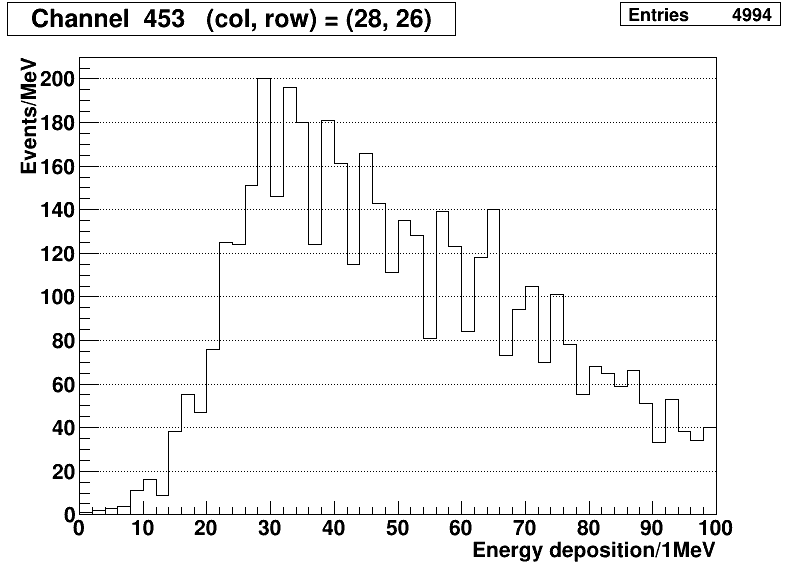 Channel 453 (col, row) = (28, 26)
Entries 4994
Events/MeV
200
180
160
140
120
100
80
60
40
20
0
0 10 20 30 40 50 60 70 80 90 100
Energy deposition/1MeV